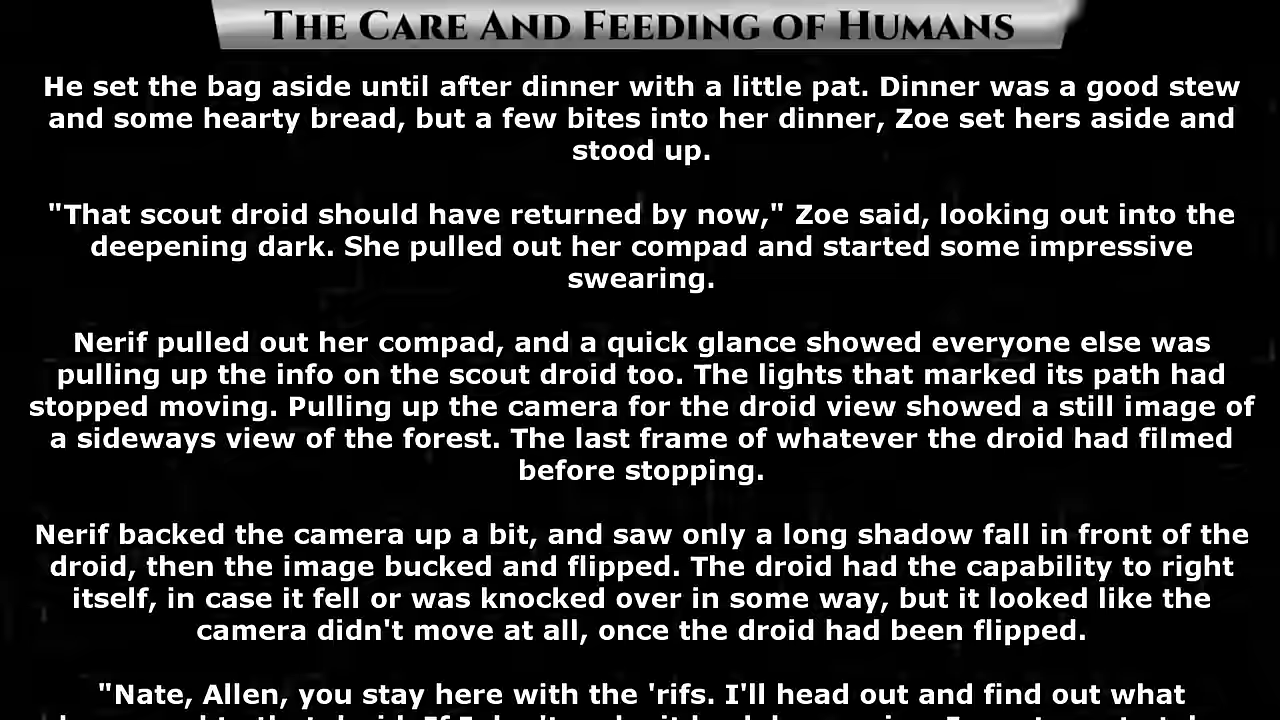 The Care And Feeding of Humans
He set the bag aside until after dinner with a little pat. Dinner was a good stew
and some hearty bread, but a few bites into her dinner, Zoe set hers aside and
stood up.
"That scout droid should have returned by now," Zoe said, looking out into the
deepening dark. She pulled out her compad and started some impressive
swearing.
Nerif pulled out her compad, and a quick glance showed everyone else was
pulling up the info on the scout droid too. The lights that marked its path had
stopped moving. Pulling up the camera for the droid view showed a still image of
a sideways view of the forest. The last frame of whatever the droid had filmed
before stopping.
Nerif backed the camera up a bit, and saw only a long shadow fall in front of the
droid, then the image bucked and flipped. The droid had the capability to right
itself, in case it fell or was knocked over in some way, but it looked like the
camera didn't move at all, once the droid had been flipped.
"Nate, Allen, you stay here with the 'rifs. I'll head out and find out what